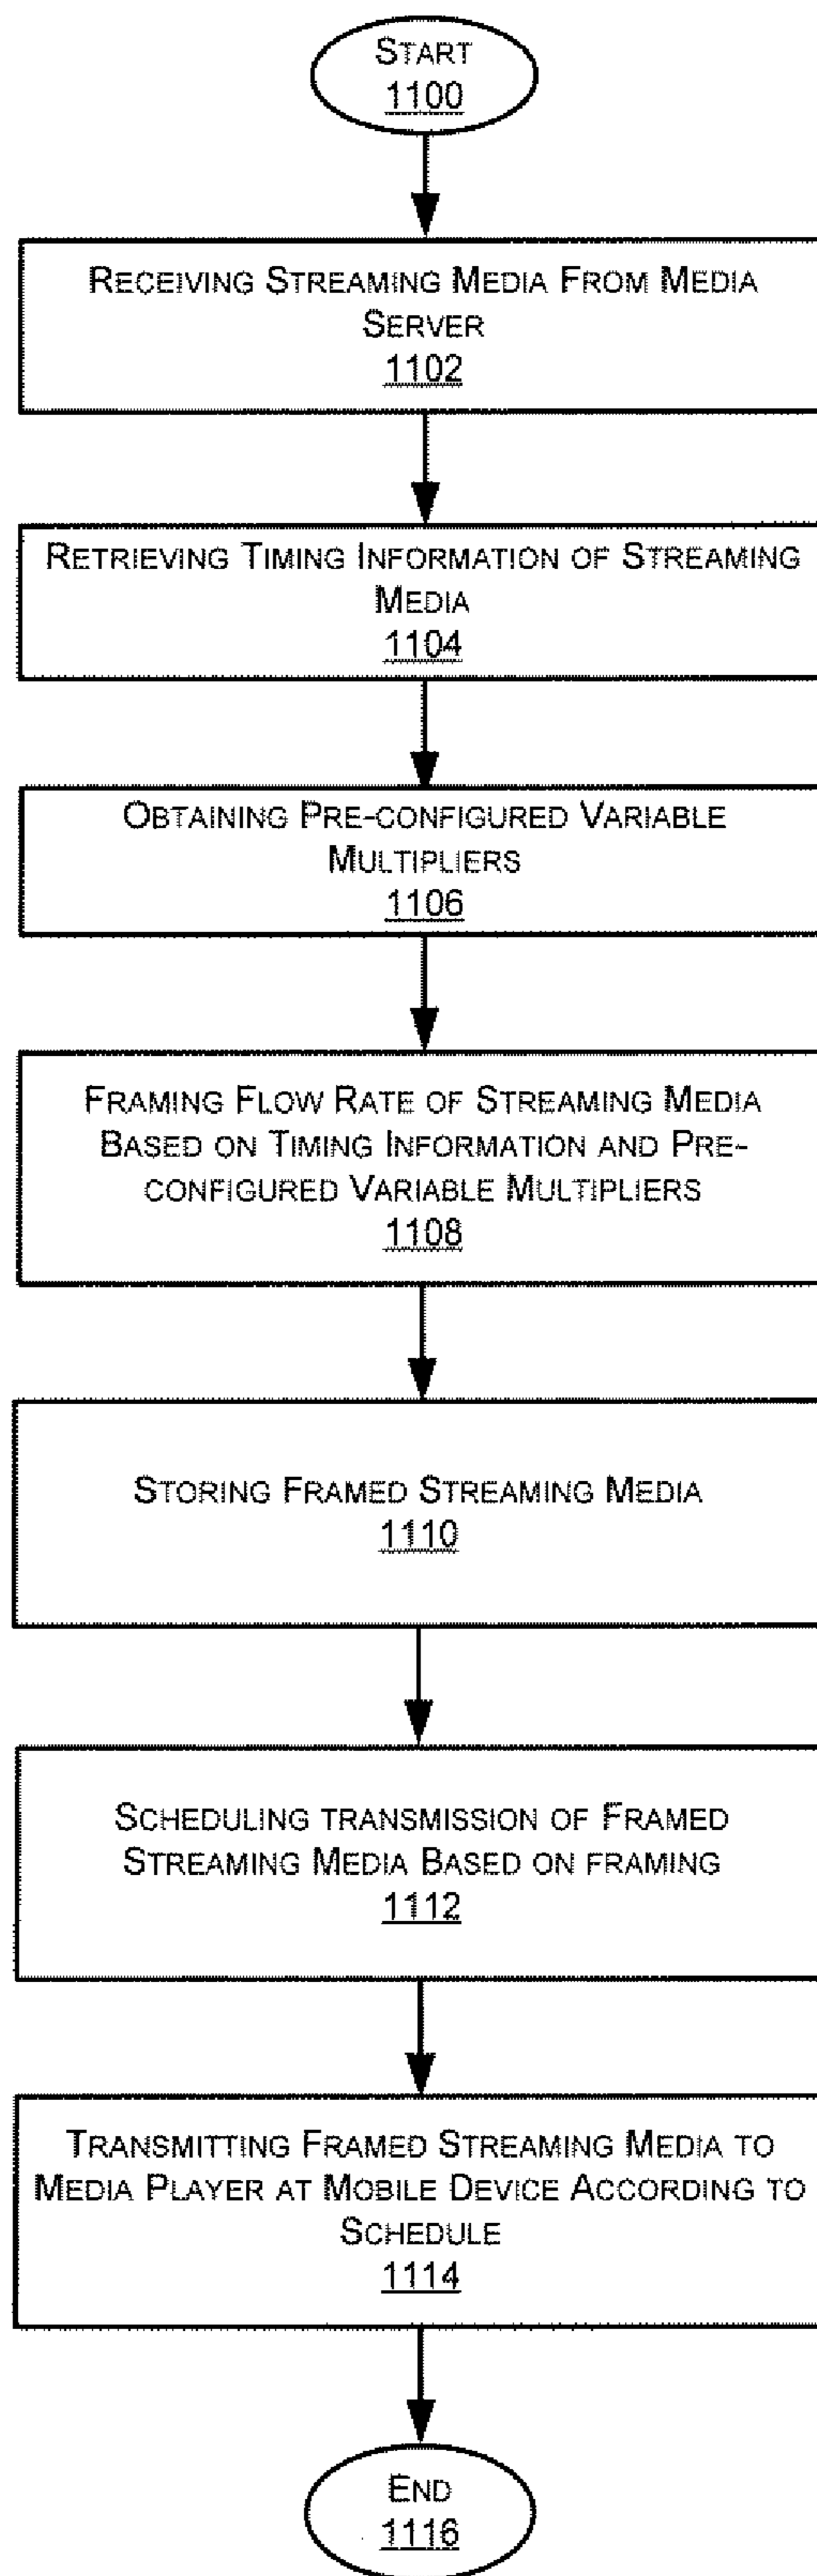 START
1100
RECEIVING STREAMING MEDIA FROM MEDIA
SERVER
1102
RETRIEVING TIMING INFORMATION OF STREAMING
MEDIA
1104
OBTAINING PRE-CONFIGURED VARIABLE
MULTIPLIERS
1106
FRAMING FLOW RATE OF STREAMING MEDIA
BASED ON TIMING INFORMATION AND PRE-
CONFIGURED VARIABLE MULTIPLIERS
1108
STORING FRAMED STREAMING MEDIA
1110
SCHEDULING TRANSMISSION OF FRAMED
STREAMING MEDIA BASED ON FRAMING
1112
TRANSMITTING FRAMED STREAMING MEDIA TO
MEDIA PLAYER AT MOBILE DEVICE ACCORDING TO
SCHEDULE
1114
END
1116